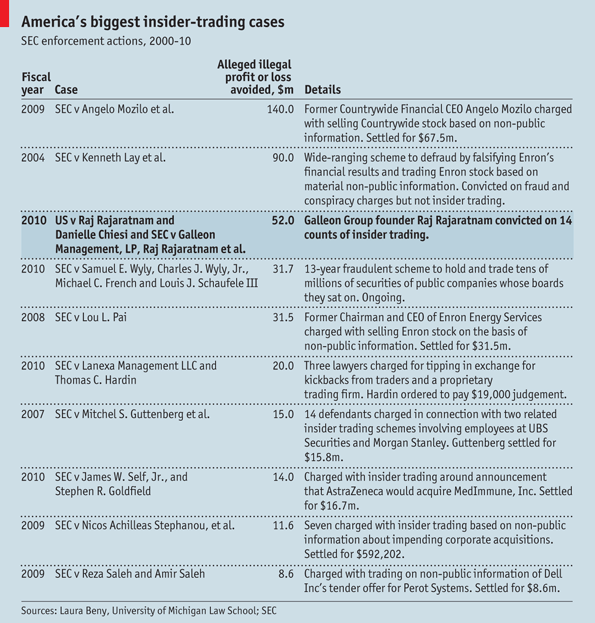 America's biggest insider-trading cases
SEC enforcement actions, 2000-10
Fiscal year Case Alleged illegal profit or loss avoided, $m Details
2009 SEC v Angelo Mozilo et al. 140.0 Former Countrywide Financial CEO Angelo Mozilo charged
with selling Countrywide stock based on non-public
information. Settled for $67.5m.
2004 SEC v Kenneth Lay et al. 90.0 Wide-ranging scheme to defraud by falsifying Enron's
financial results and trading Enron stock based on
material non-public information. Convicted on fraud and
conspiracy charges but not insider trading.
2010 US v Raj Rajaratnam and 52.0 Galleon Group founder Raj Rajaratnam convicted on 14
Danielle Chiesi and SEC v Galleon counts of insider trading.
Management, LP, Raj Rajaratnam et al.
2010 SEC v Samuel E. Wyly, Charles J. Wyly, Jr., 31.7 13-year fraudulent scheme to hold and trade tens of
Michael C. French and Louis J. Schaufele III millions of securities of public companies whose boards
they sat on. Ongoing.
2008 SEC v Lou L. Pai 31.5 Former Chairman and CEO of Enron Energy Services
charged with selling Enron stock on the basis of
non-public information. Settled for $31.5m.
2010 SEC v Lanexa Management LLC and 20.0 Three lawyers charged for tipping in exchange for
Thomas C. Hardin kickbacks from traders and a proprietary
trading firm. Hardin ordered to pay $19,000 judgement.
2007 SEC v Mitchel S. Guttenberg et al. 15.0 14 defendants charged in connection with two related
insider trading schemes involving employees at UBS
Securities and Morgan Stanley. Guttenberg settled for
$15.8m.
2010 SEC v James W. Self, Jr., and 14.0 Charged with insider trading around announcement
Stephen R. Goldfield that AstraZeneca would acquire MedImmune, Inc. Settled
for $16.7m.
2009 SEC v Nicos Achilleas Stephanou, et al. 11.6 Seven charged with insider trading based on non-public
information about impending corporate acquisitions.
Settled for $592,202.
2009 SEC v Reza Saleh and Amir Saleh 8.6 Charged with trading on non-public information of Dell
Inc's tender offer for Perot Systems. Settled for $8.6m.
Sources: Laura Beny, University of Michigan Law School; SEC